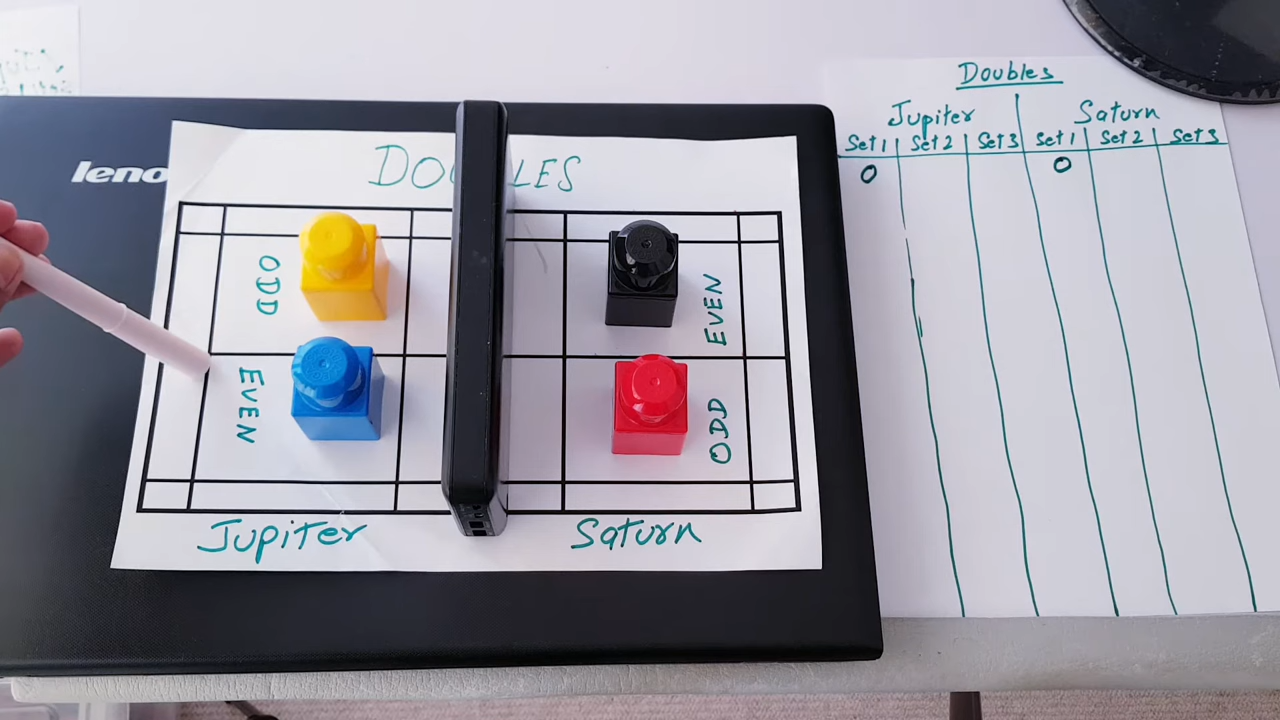 leno
DO LES
ODD
EVEN
EVEN
ODD
Jupiter
Saturn
Doubles
Jupiter Saturn
Set 1 Set 2 Set 3 Set 1 Set 2 Set 3
0 0